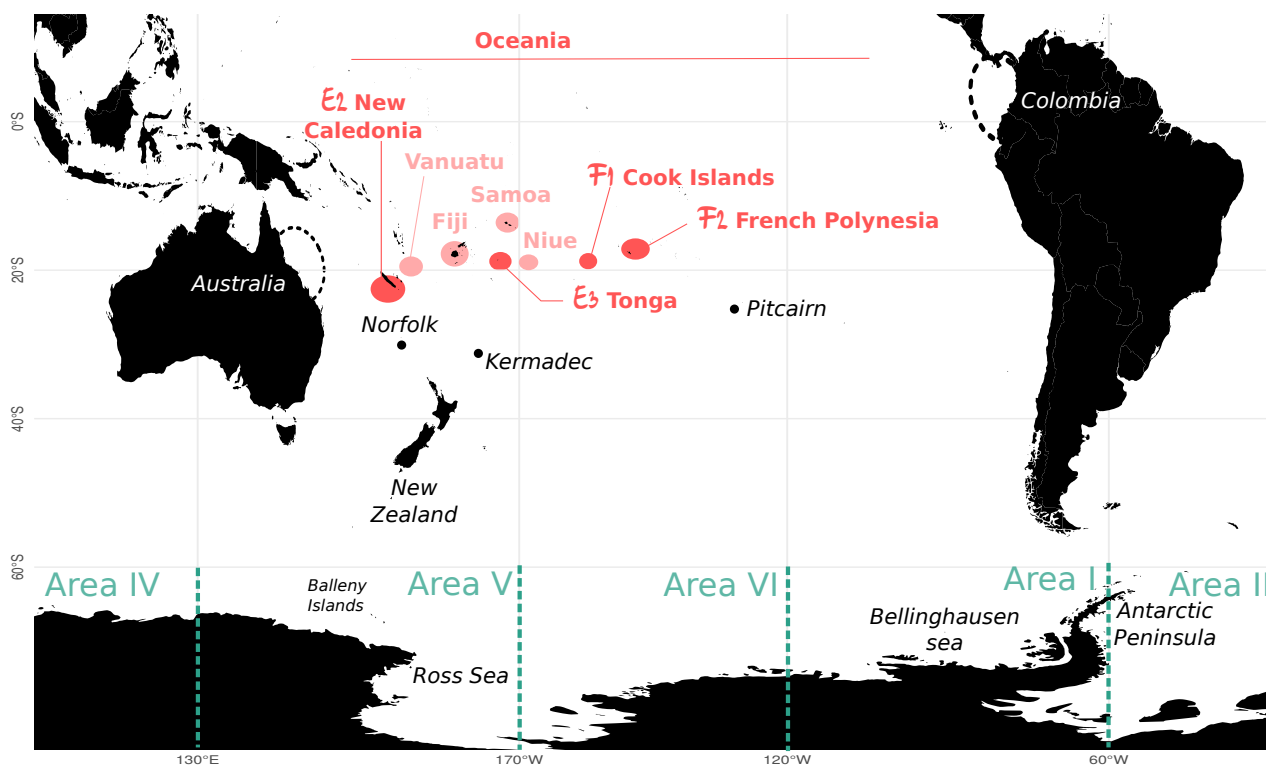 Oceania
E2 New
Caledonia
Colombia
0°S
Vanuatu
F1 Cook Islands
Samoa
F2 French Polynesia
Fiji
Niue
20°S
Australia
E3 Tonga
Norfolk
Pitcairn
Kermadec
40°S
New
Zealand
60°S
Area IV
Area V
Area VI
Area I
Area II
Balleny
Islands
Bellinghausen
sea
Antarctic
Peninsula
Ross Sea
130°E
170°W
120°W
60°W